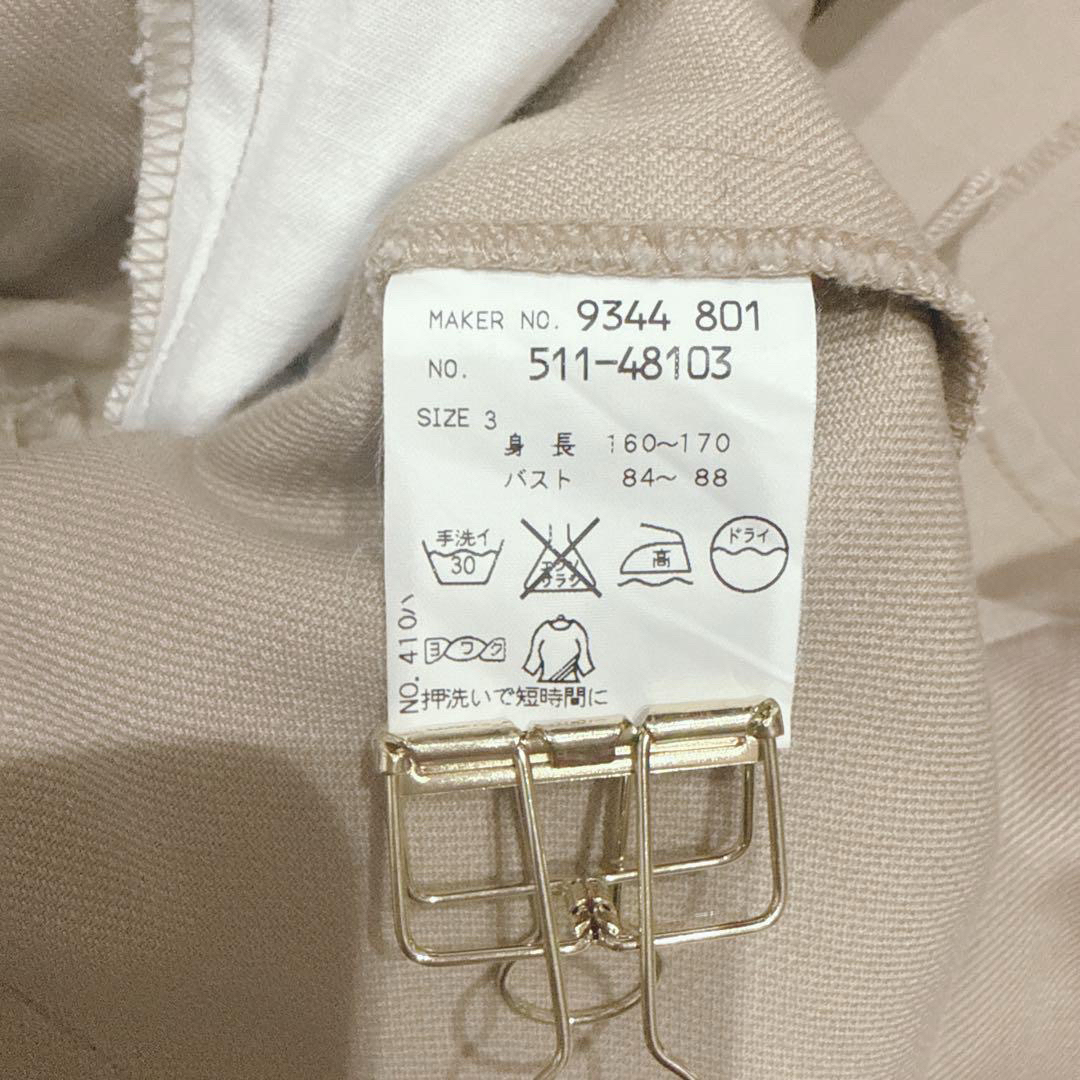 MAKER NO. 9344 801
NO. 511-48103
SIZE 3
身長 160～170
バスト 84～ 88
手洗イ 30
エンソ サラシ
高
ドライ
ヨワク
NO. 410ハ
押洗いで短時間に